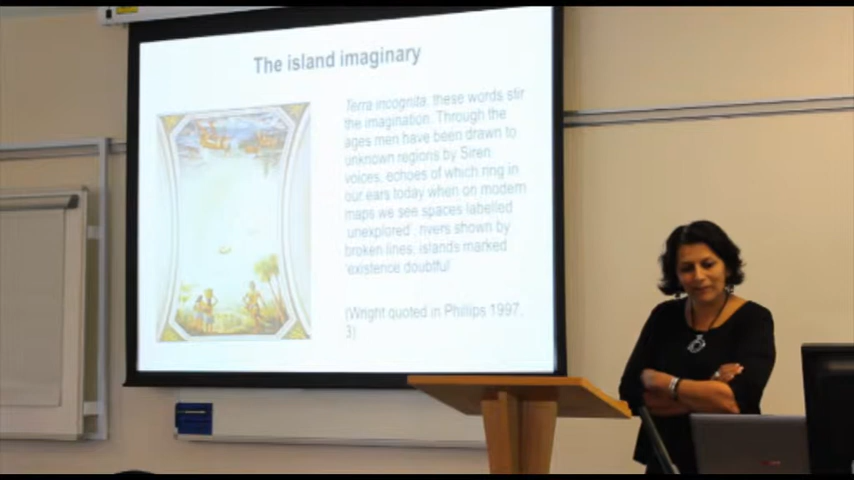 The island imaginary
Terra incognita, these words stir
the imagination. Through the
ages men have been drawn to
unknown regions by Siren
voices, echoes of which ring in
our ears today when on modern
maps we see spaces labelled
'unexplored', rivers shown by
broken lines, islands marked
'existence doubtful'
(Wright quoted in Phillips 1997,
3)